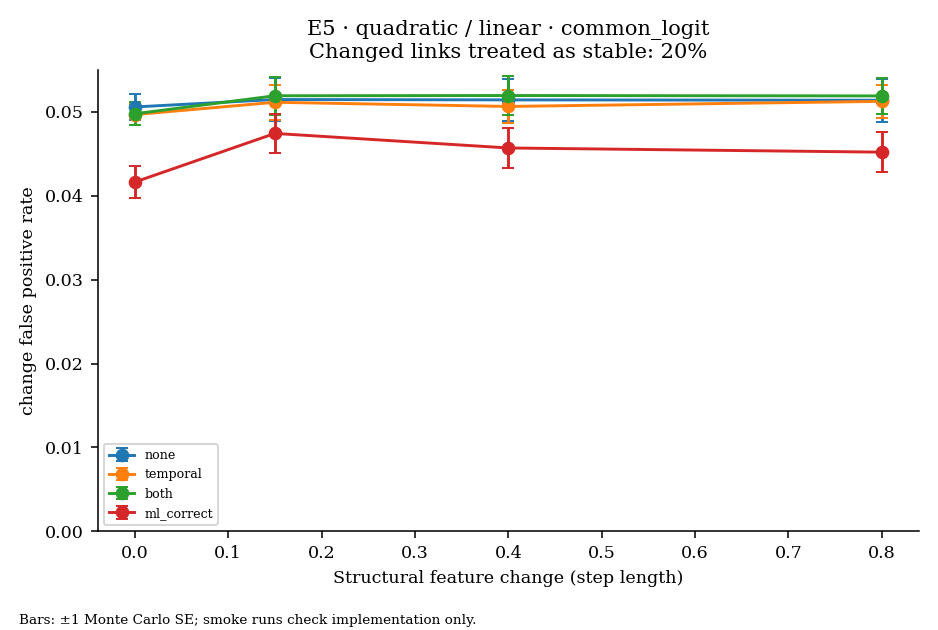 E5 · quadratic / linear · common_logit
Changed links treated as stable: 20%
change false positive rate
0.05
0.04
0.03
0.02
0.01
0.00
none
temporal
both
ml_correct
0.0 0.1 0.2 0.3 0.4 0.5 0.6 0.7 0.8
Structural feature change (step length)
Bars: ±1 Monte Carlo SE; smoke runs check implementation only.